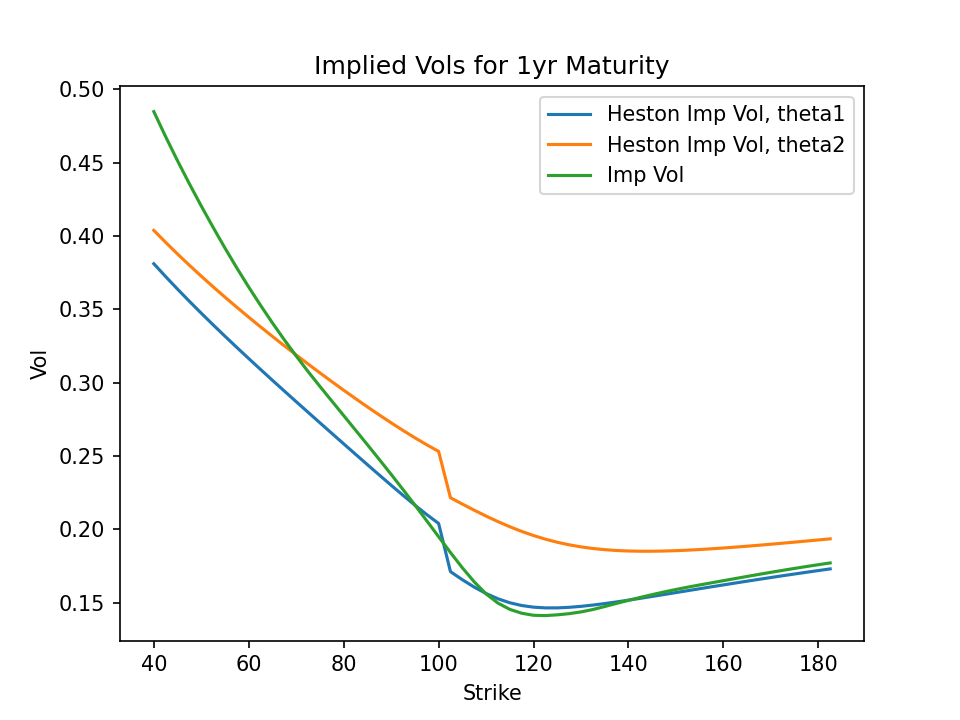 Implied Vols for 1yr Maturity
Heston Imp Vol, theta1
Heston Imp Vol, theta2
Imp Vol
0.50
0.45
0.40
0.35
0.30
0.25
0.20
0.15
Vol
40 60 80 100 120 140 160 180
Strike